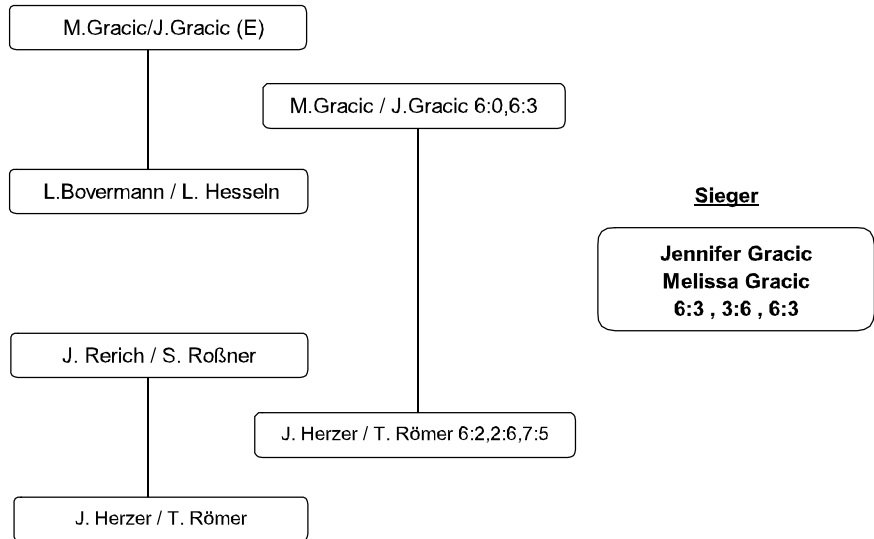 M.Gracic/J.Gracic (E)
M.Gracic / J.Gracic 6:0,6:3
L.Bovermann / L. Hesseln
Sieger
Jennifer Gracic
Melissa Gracic
6:3 , 3:6 , 6:3
J. Rerich / S. Roßner
J. Herzer / T. Römer 6:2,2:6,7:5
J. Herzer / T. Römer